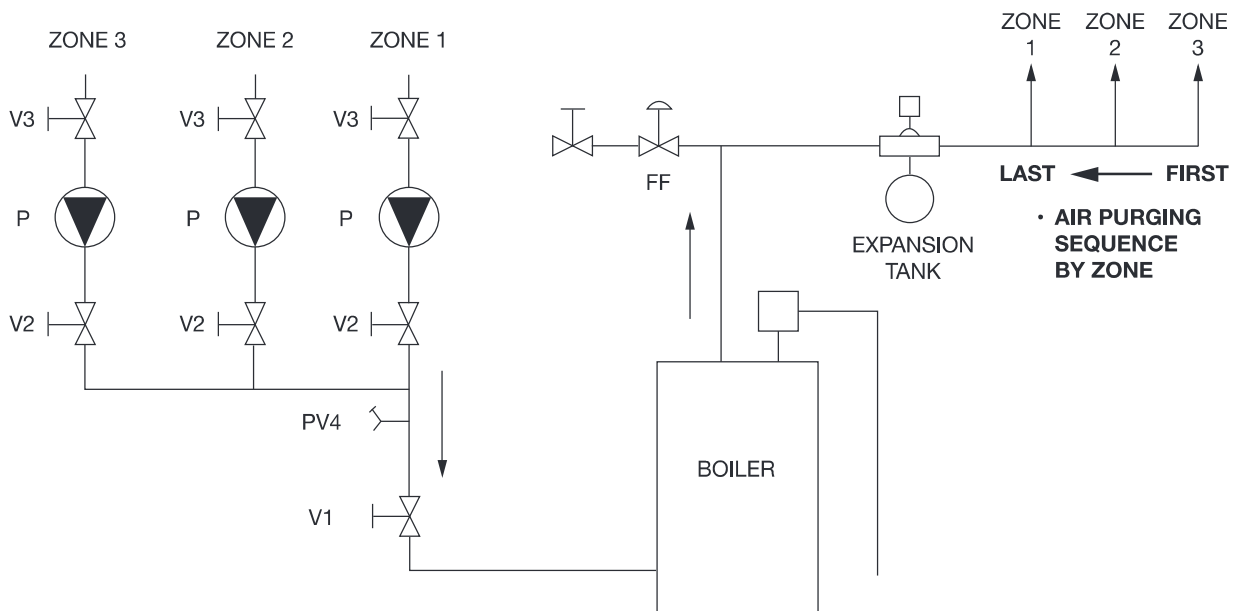 ZONE 3
ZONE 2
ZONE 1
ZONE
1
ZONE
2
ZONE
3
V3
V3
V3
FF
LAST
FIRST
P
P
P
EXPANSION
TANK
• AIR PURGING
SEQUENCE
BY ZONE
V2
V2
V2
PV4
BOILER
V1